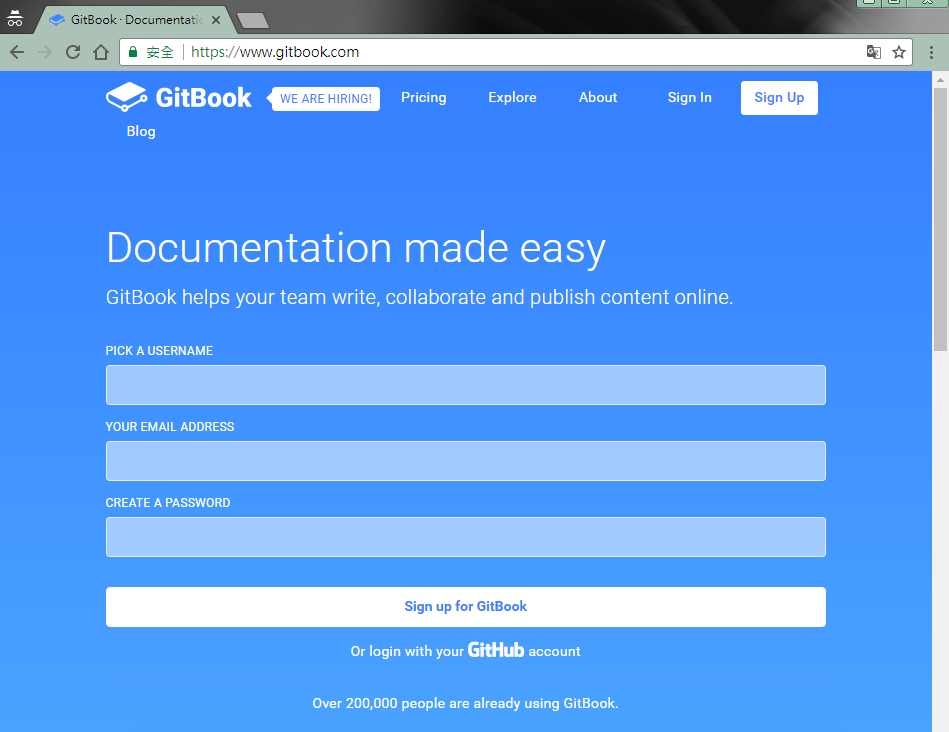 GitBook · Documentatic
安全 https://www.gitbook.com
GitBook WE ARE HIRING! Pricing Explore About Sign In Sign Up
Blog
Documentation made easy
GitBook helps your team write, collaborate and publish content online.
PICK A USERNAME
YOUR EMAIL ADDRESS
CREATE A PASSWORD
Sign up for GitBook
Or login with your GitHub account
Over 200,000 people are already using GitBook.